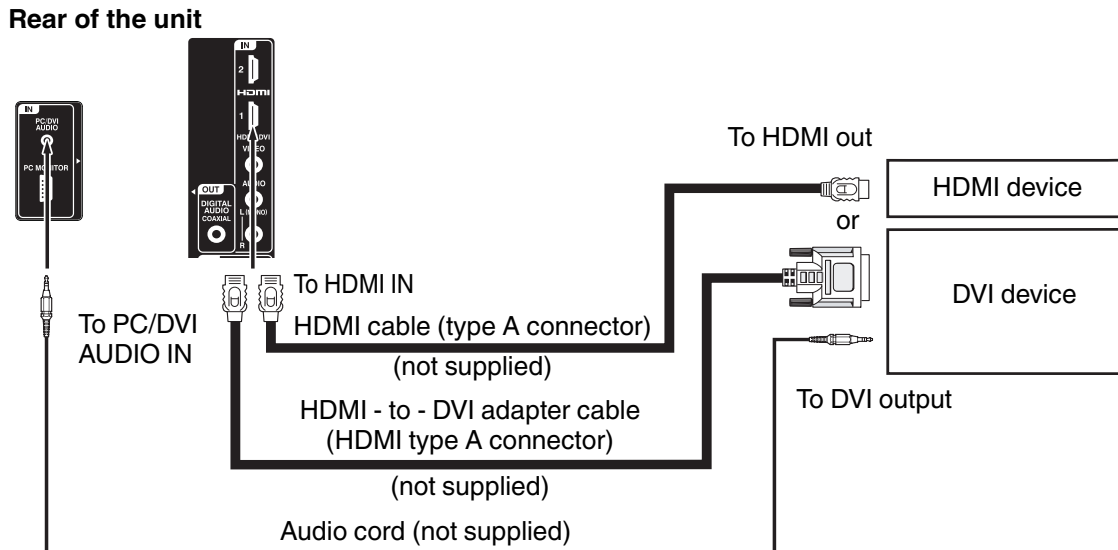 Rear of the unit
IN
PC/DVI
AUDIO
PC MONITOR
IN
2
HDMI
1
VIDEO
AUDIO
L
R
OUT
DIGITAL
AUDIO
COAXIAL
To HDMI out
HDMI device
or
DVI device
To HDMI IN
To PC/DVI
AUDIO IN
HDMI cable (type A connector)
(not supplied)
HDMI - to - DVI adapter cable
(HDMI type A connector)
(not supplied)
To DVI output
Audio cord (not supplied)